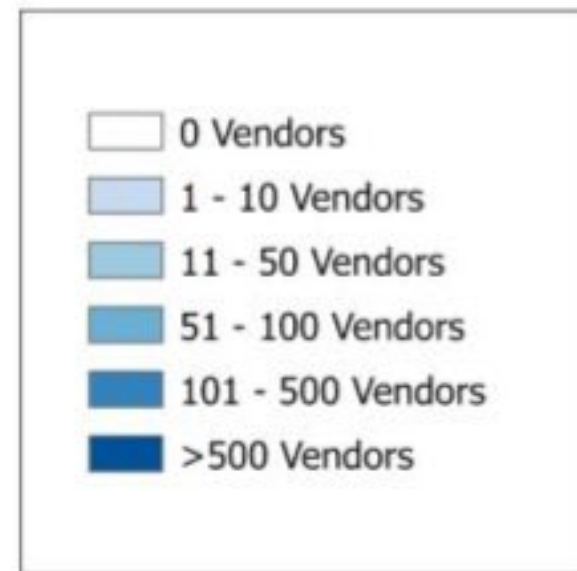 0 Vendors
1 - 10 Vendors
11 - 50 Vendors
51 - 100 Vendors
101 - 500 Vendors
>500 Vendors